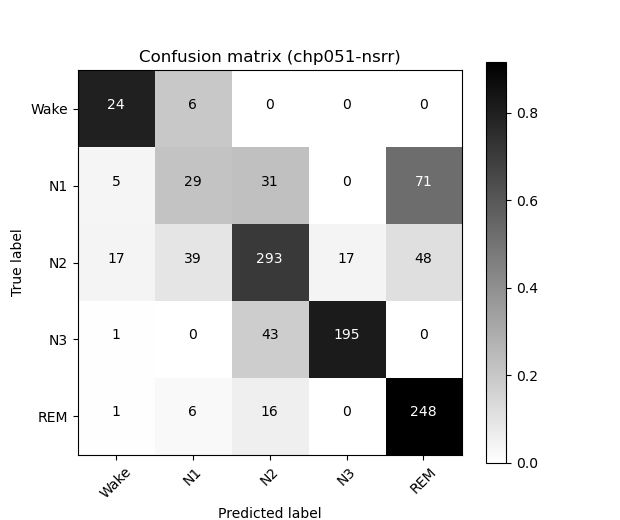 Confusion matrix (chp051-nsrr)
Wake 24 6 0 0 0
N1 5 29 31 0 71
N2 17 39 293 17 48
N3 1 0 43 195 0
REM 1 6 16 0 248
Wake N1 N2 N3 REM
Predicted label
True label
0.8
0.6
0.4
0.2
0.0